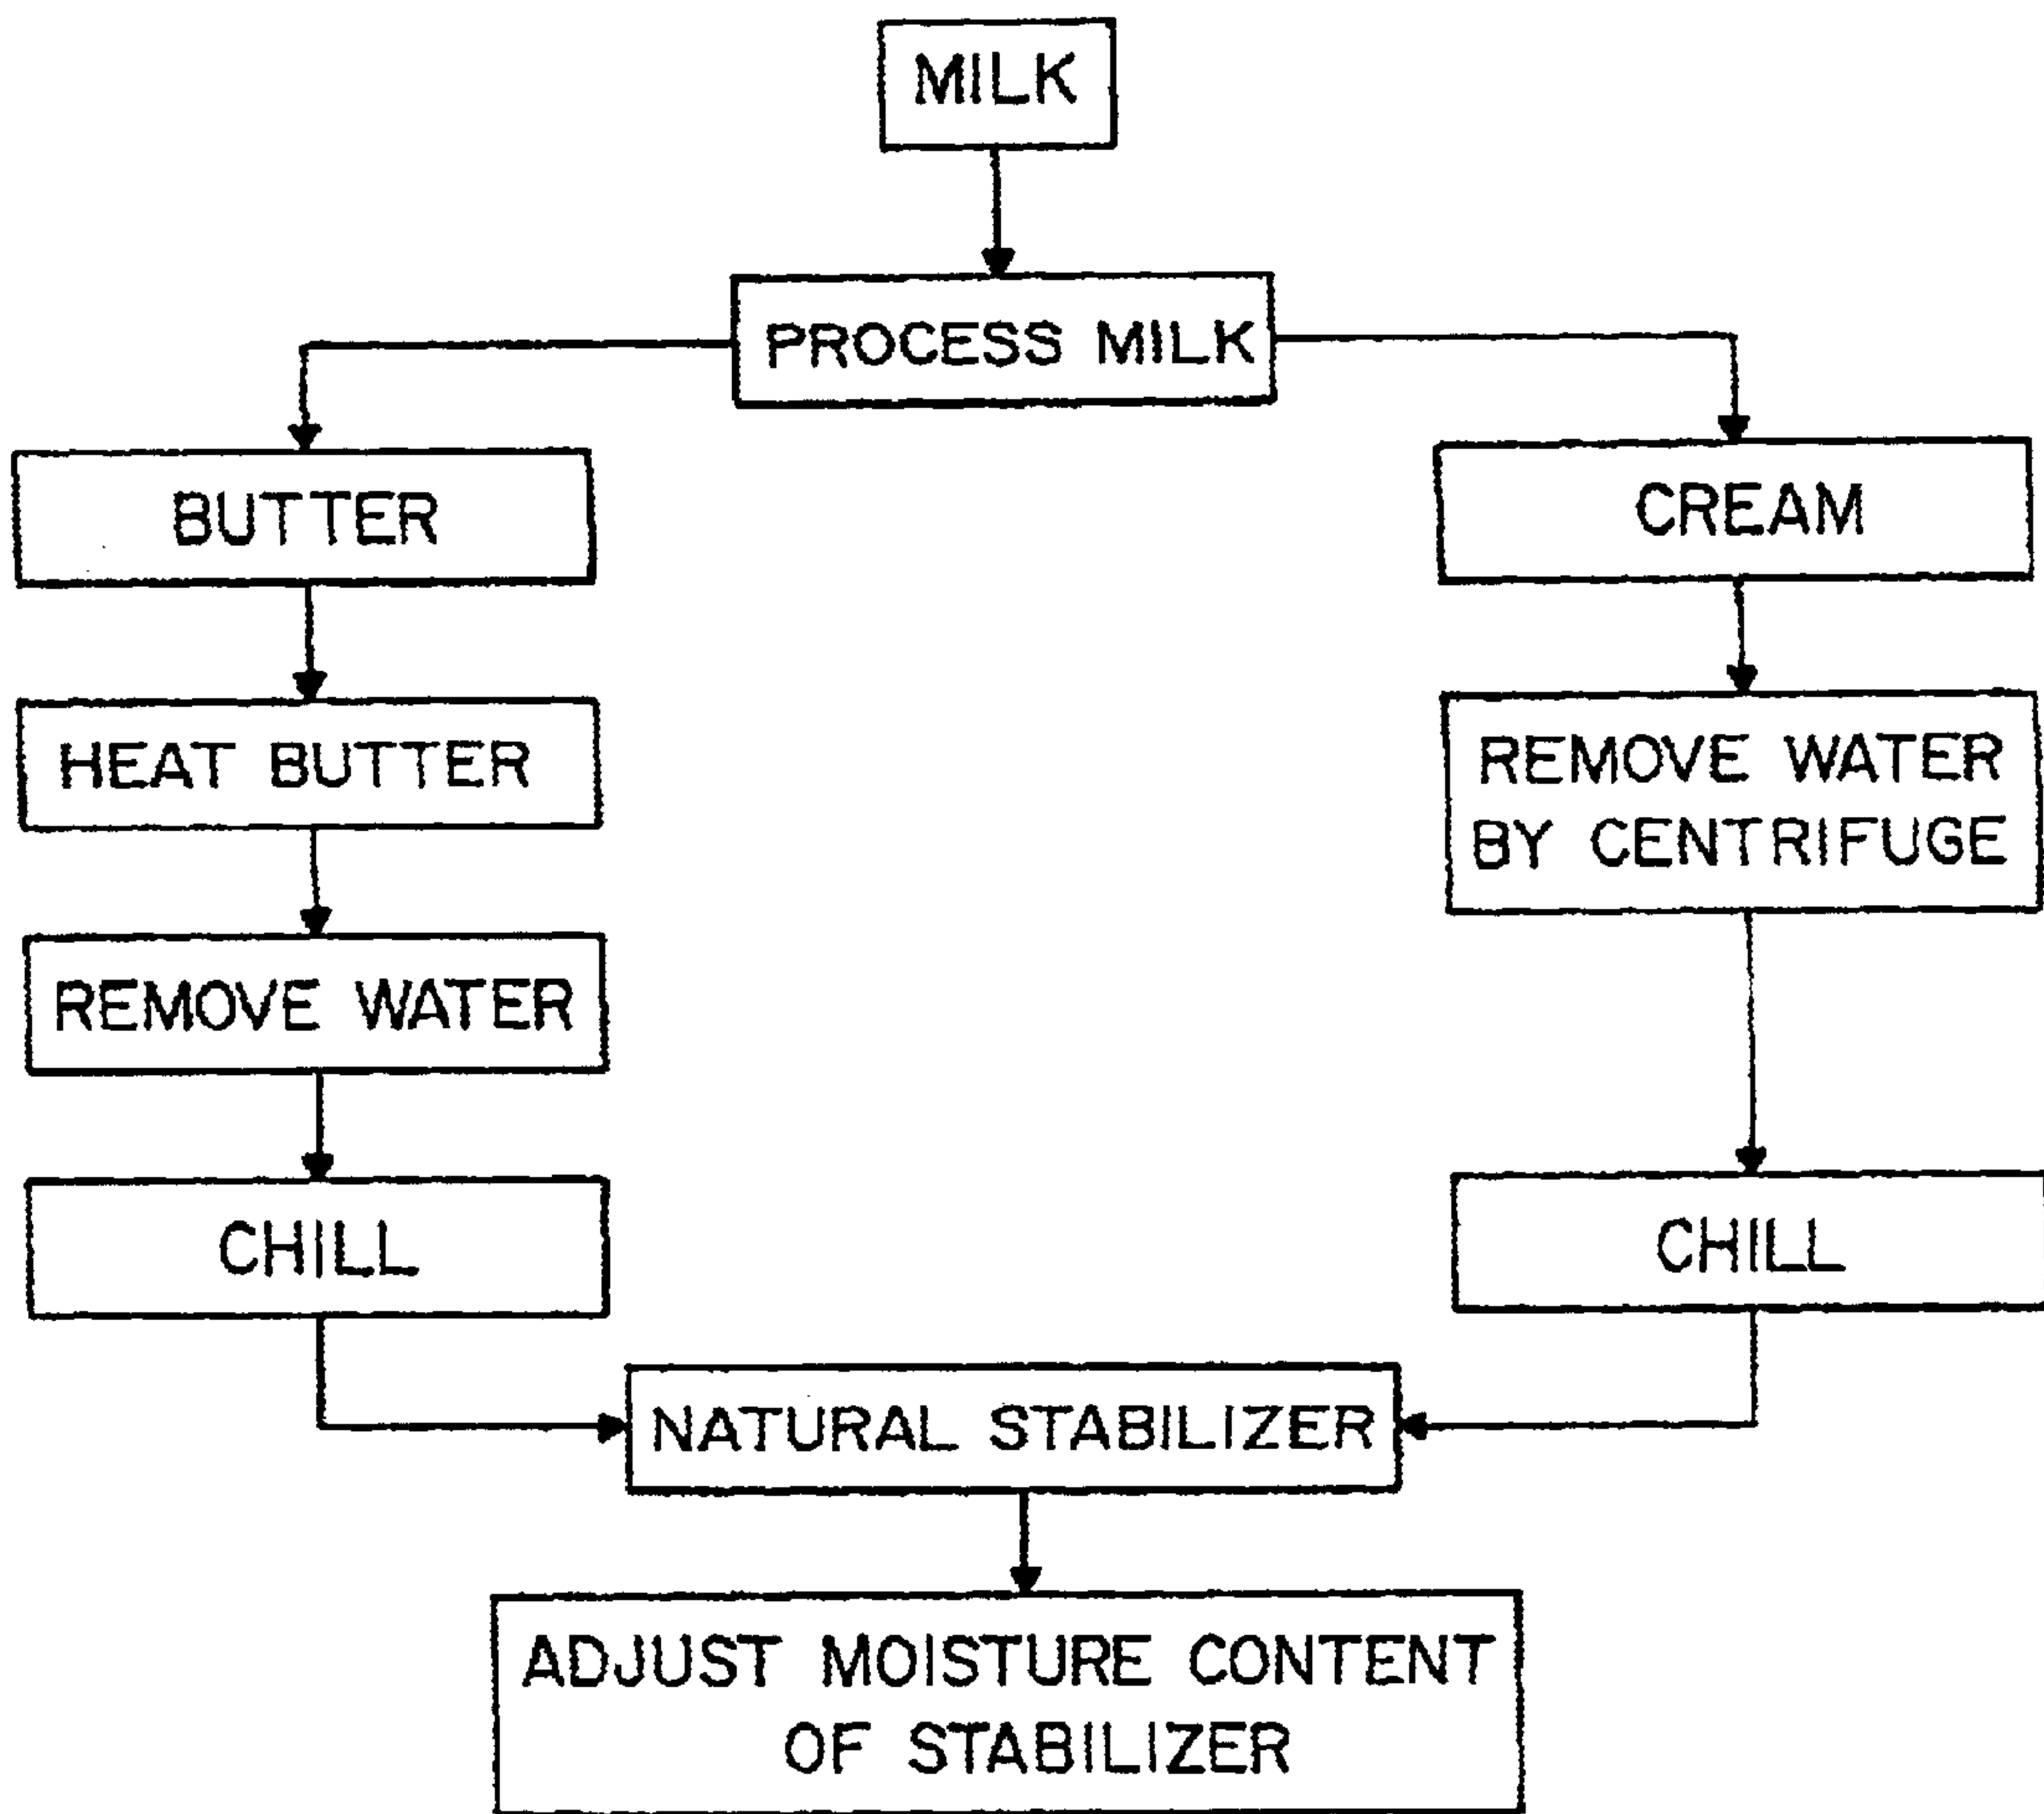 MILK
PROCESS MILK
BUTTER
CREAM
HEAT BUTTER
REMOVE WATER
BY CENTRIFUGE
REMOVE WATER
CHILL
CHILL
NATURAL STABILIZER
ADJUST MOISTURE CONTENT
OF STABILIZER